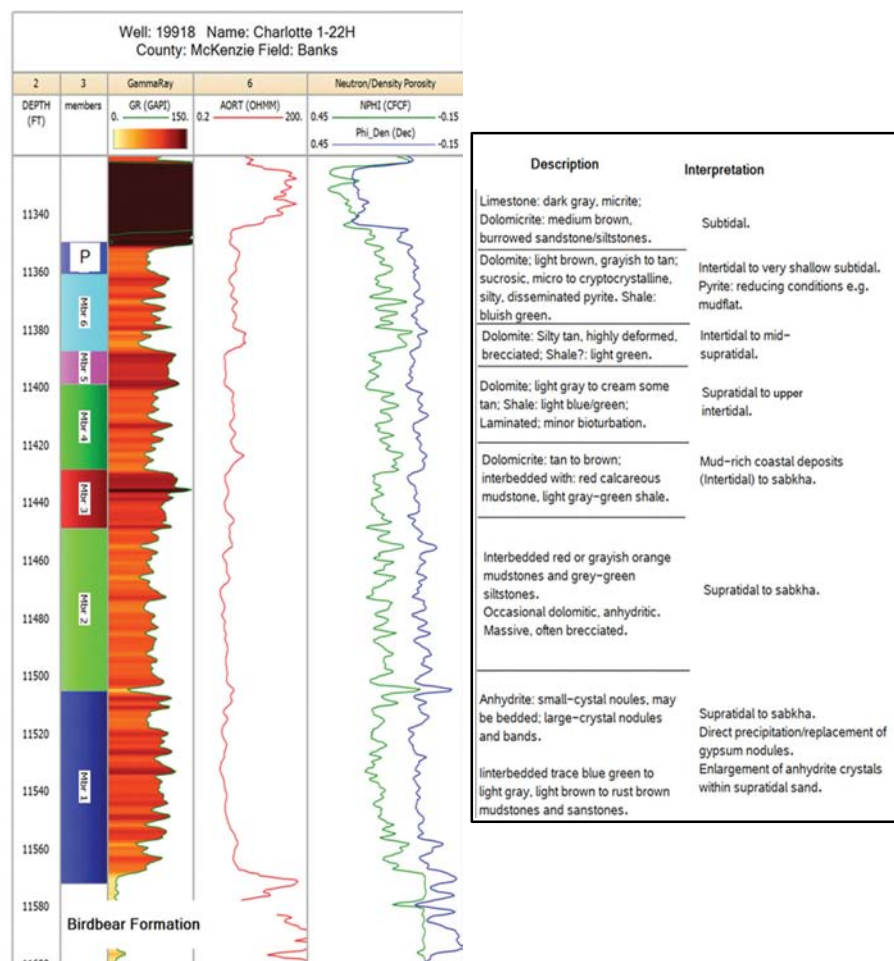 Well: 19918 Name: Charlotte 1-22H
County: McKenzie Field: Banks
2 3 GammaRay 6 Neutron/Density Porosity
DEPTH
(FT)
members
GR (GAPI)
0. 150.
AORT (OHMM)
0.2 200.
NPHI (CFCF)
0.45 -0.15
Phi_Den (Dec)
0.45 -0.15
11340
P
11360
Mbr 6
11380
Mbr 5
11400
Mbr 4
11420
11440
Mbr 3
11460
Mbr 2
11480
11500
11520
Mbr 1
11540
11560
11580
Birdbear Formation
Description
Interpretation
Limestone: dark gray, micrite;
Dolomicrite: medium brown,
burrowed sandstone/siltstones.
Subtidal.
Dolomite; light brown, grayish to tan;
sucrosic, micro to cryptocrystalline,
silty, disseminated pyrite. Shale:
bluish green.
Intertidal to very shallow subtidal.
Pyrite: reducing conditions e.g.
mudflat.
Dolomite: Silty tan, highly deformed,
brecciated; Shale?: light green.
Intertidal to mid-
supratidal.
Dolomite; light gray to cream some
tan; Shale: light blue/green;
Laminated; minor bioturbation.
Supratidal to upper
intertidal.
Dolomicrite: tan to brown;
interbedded with: red calcareous
mudstone, light gray-green shale.
Mud-rich coastal deposits
(Intertidal) to sabkha.
Interbedded red or grayish orange
mudstones and grey-green
siltstones.
Occasional dolomitic, anhydritic.
Massive, often brecciated.
Supratidal to sabkha.
Anhydrite: small-cystal noules, may
be bedded; large-crystal nodules
and bands.
Iinterbedded trace blue green to
light gray, light brown to rust brown
mudstones and sanstones.
Supratidal to sabkha.
Direct precipitation/replacement of
gypsum nodules.
Enlargement of anhydrite crystals
within supratidal sand.